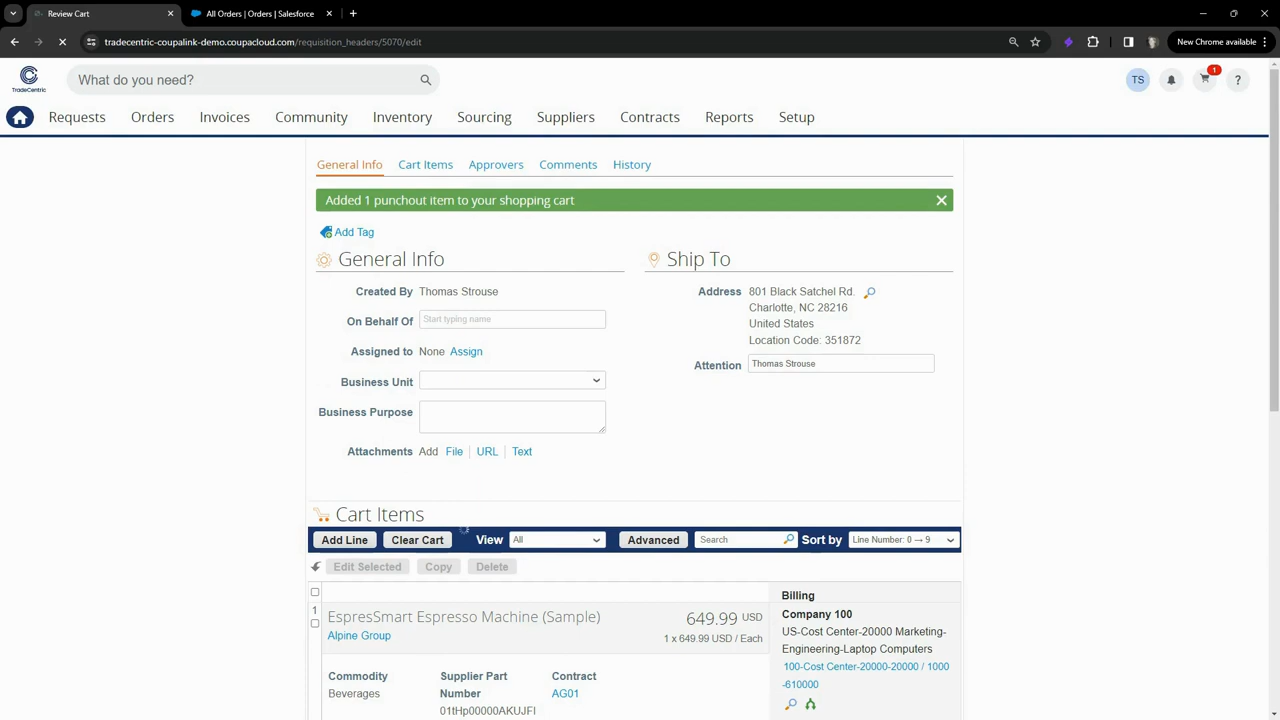 Review Cart
All Orders | Orders | Salesforce
tradecentric-coupalink-demo.coupacloud.com/requisition_headers/5070/edit
New Chrome available
TradeCentric
What do you need?
TS
1
?
Requests
Orders
Invoices
Community
Inventory
Sourcing
Suppliers
Contracts
Reports
Setup
General Info
Cart Items
Approvers
Comments
History
Added 1 punchout item to your shopping cart
Add Tag
General Info
Created By Thomas Strouse
On Behalf Of Start typing name
Assigned to None Assign
Business Unit
Business Purpose
Attachments Add File | URL | Text
Ship To
Address 801 Black Satchel Rd.
Charlotte, NC 28216
United States
Location Code: 351872
Attention Thomas Strouse
Cart Items
Add Line Clear Cart View All Advanced Search Sort by Line Number: 0 → 9
Edit Selected Copy Delete
1
EspresSmart Espresso Machine (Sample)
Alpine Group
649.99 USD
1 x 649.99 USD / Each
Commodity
Beverages
Supplier Part
Number
01tHp00000AKUJFI
Contract
AG01
Billing
Company 100
US-Cost Center-20000 Marketing-
Engineering-Laptop Computers
100-Cost Center-20000-20000 / 1000
-610000